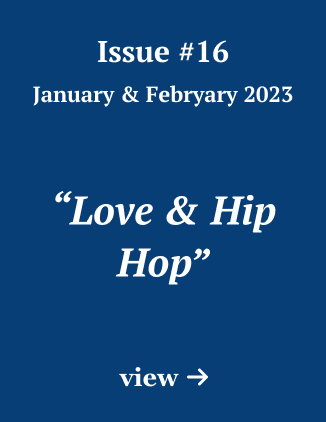 Issue #16
January & Febryary 2023
“Love & Hip
Hop”
view →